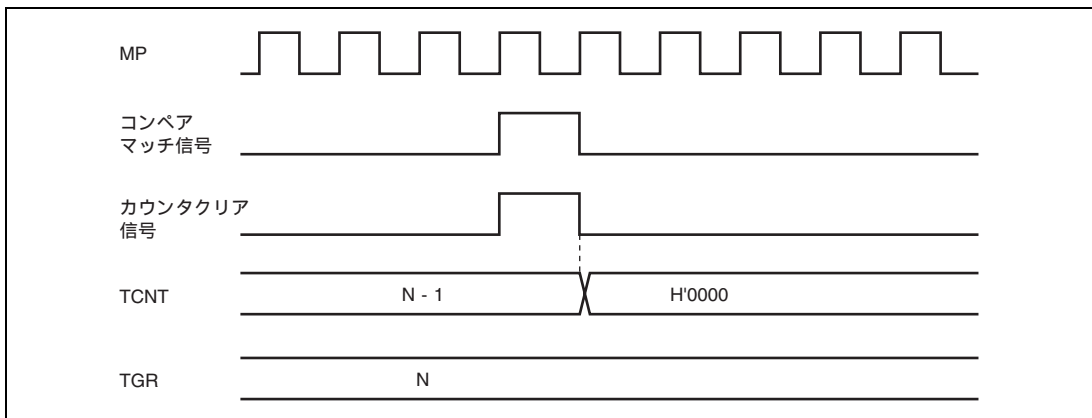 MP
コンペア
マッチ信号
カウンタクリア
信号
TCNT
N - 1
H'0000
TGR
N